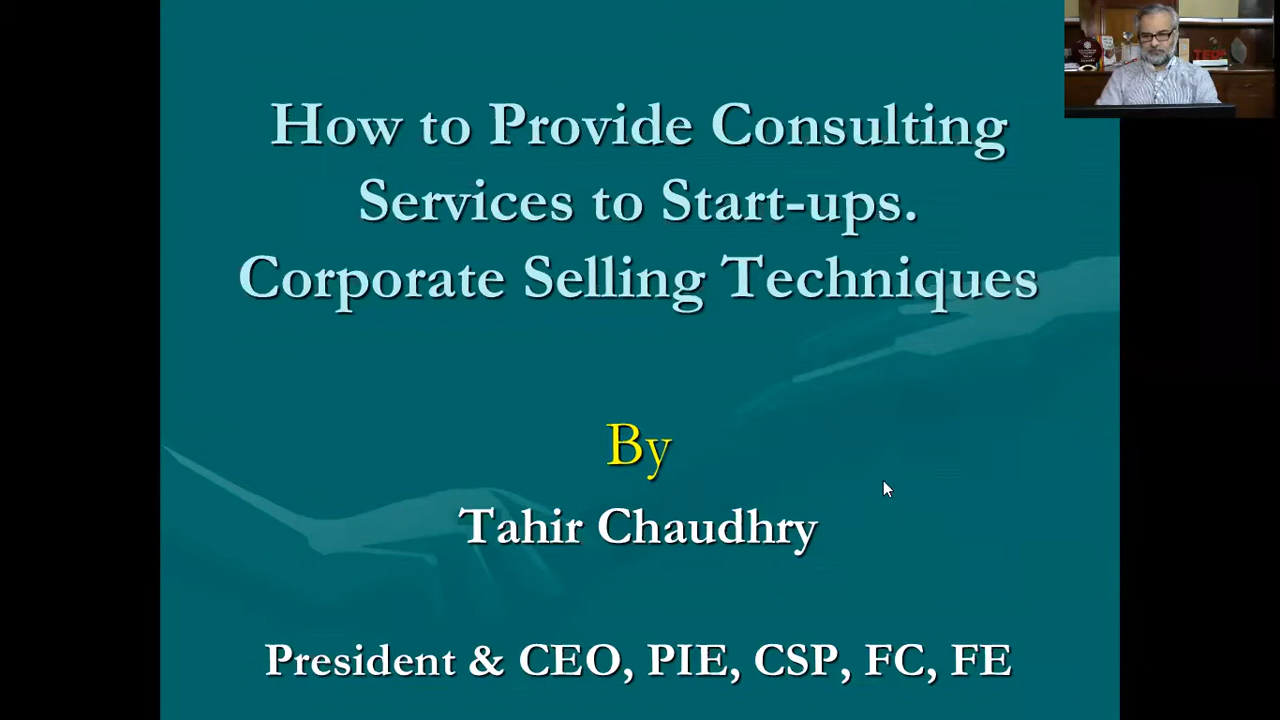 How to Provide Consulting
Services to Start-ups.
Corporate Selling Techniques
By
Tahir Chaudhry
President & CEO, PIE, CSP, FC, FE